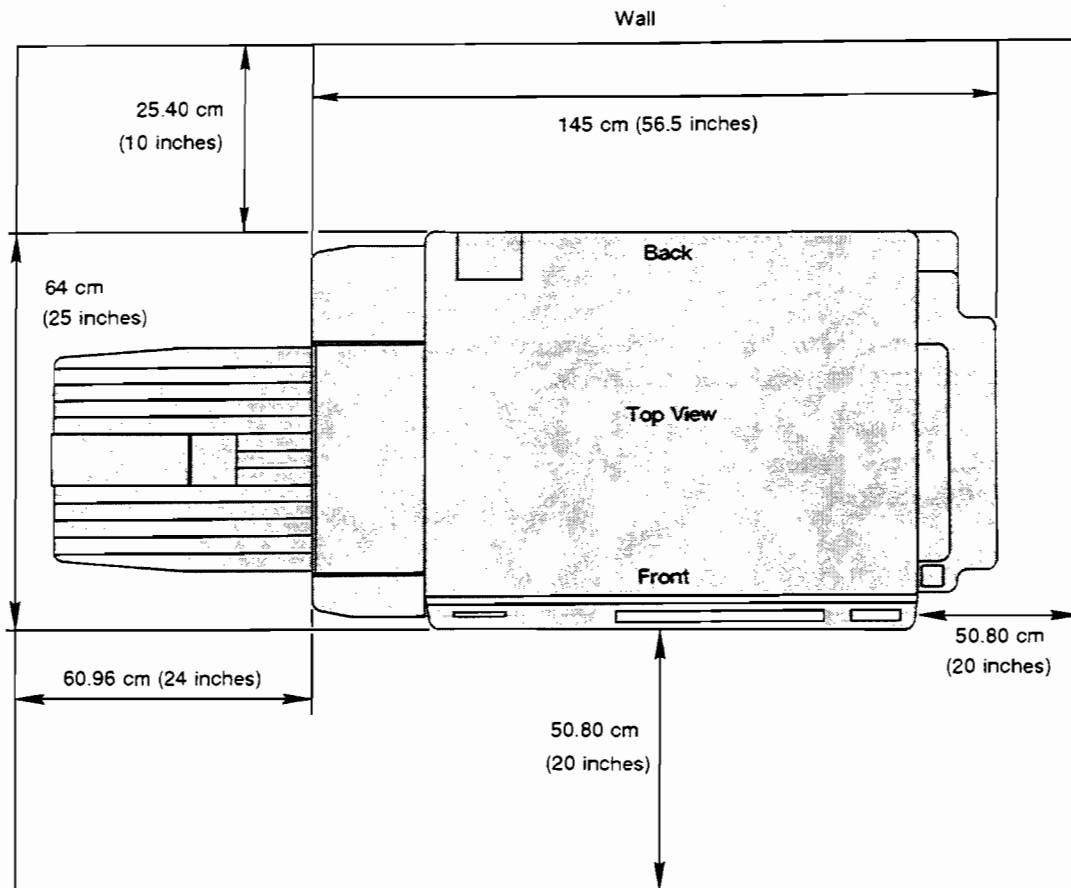 Wall
25.40 cm
(10 inches)
145 cm (56.5 inches)
Back
64 cm
(25 inches)
Top View
Front
60.96 cm (24 inches)
50.80 cm
(20 inches)
50.80 cm
(20 inches)